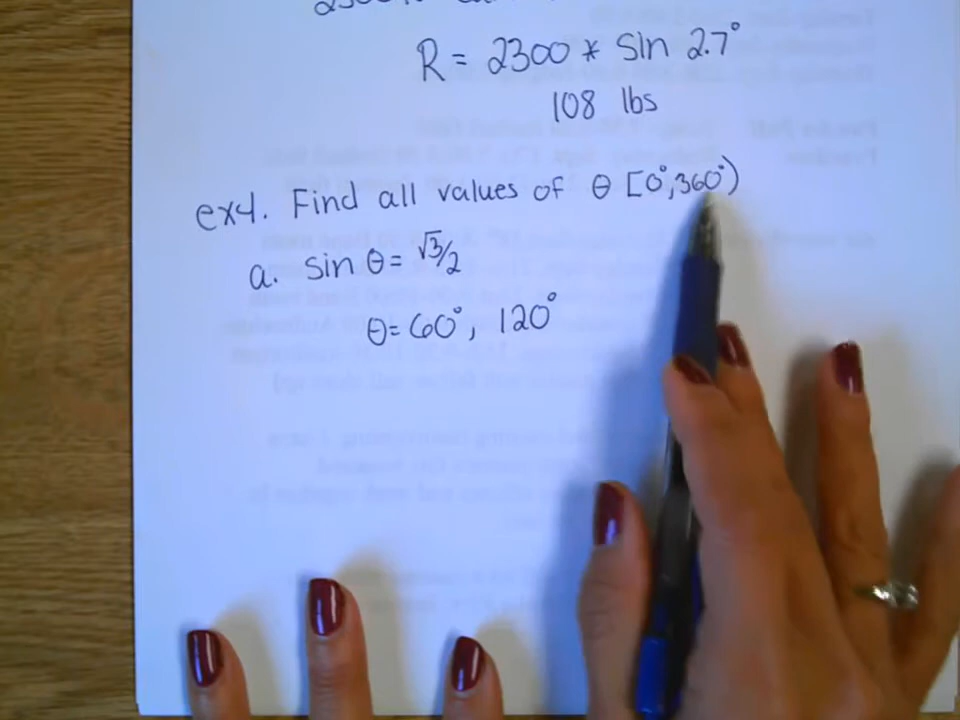 R = 2300 * sin 2.7°
108 lbs
ex4. Find all values of θ [0°,360°)
a. sin θ = √3/2
θ = 60°, 120°